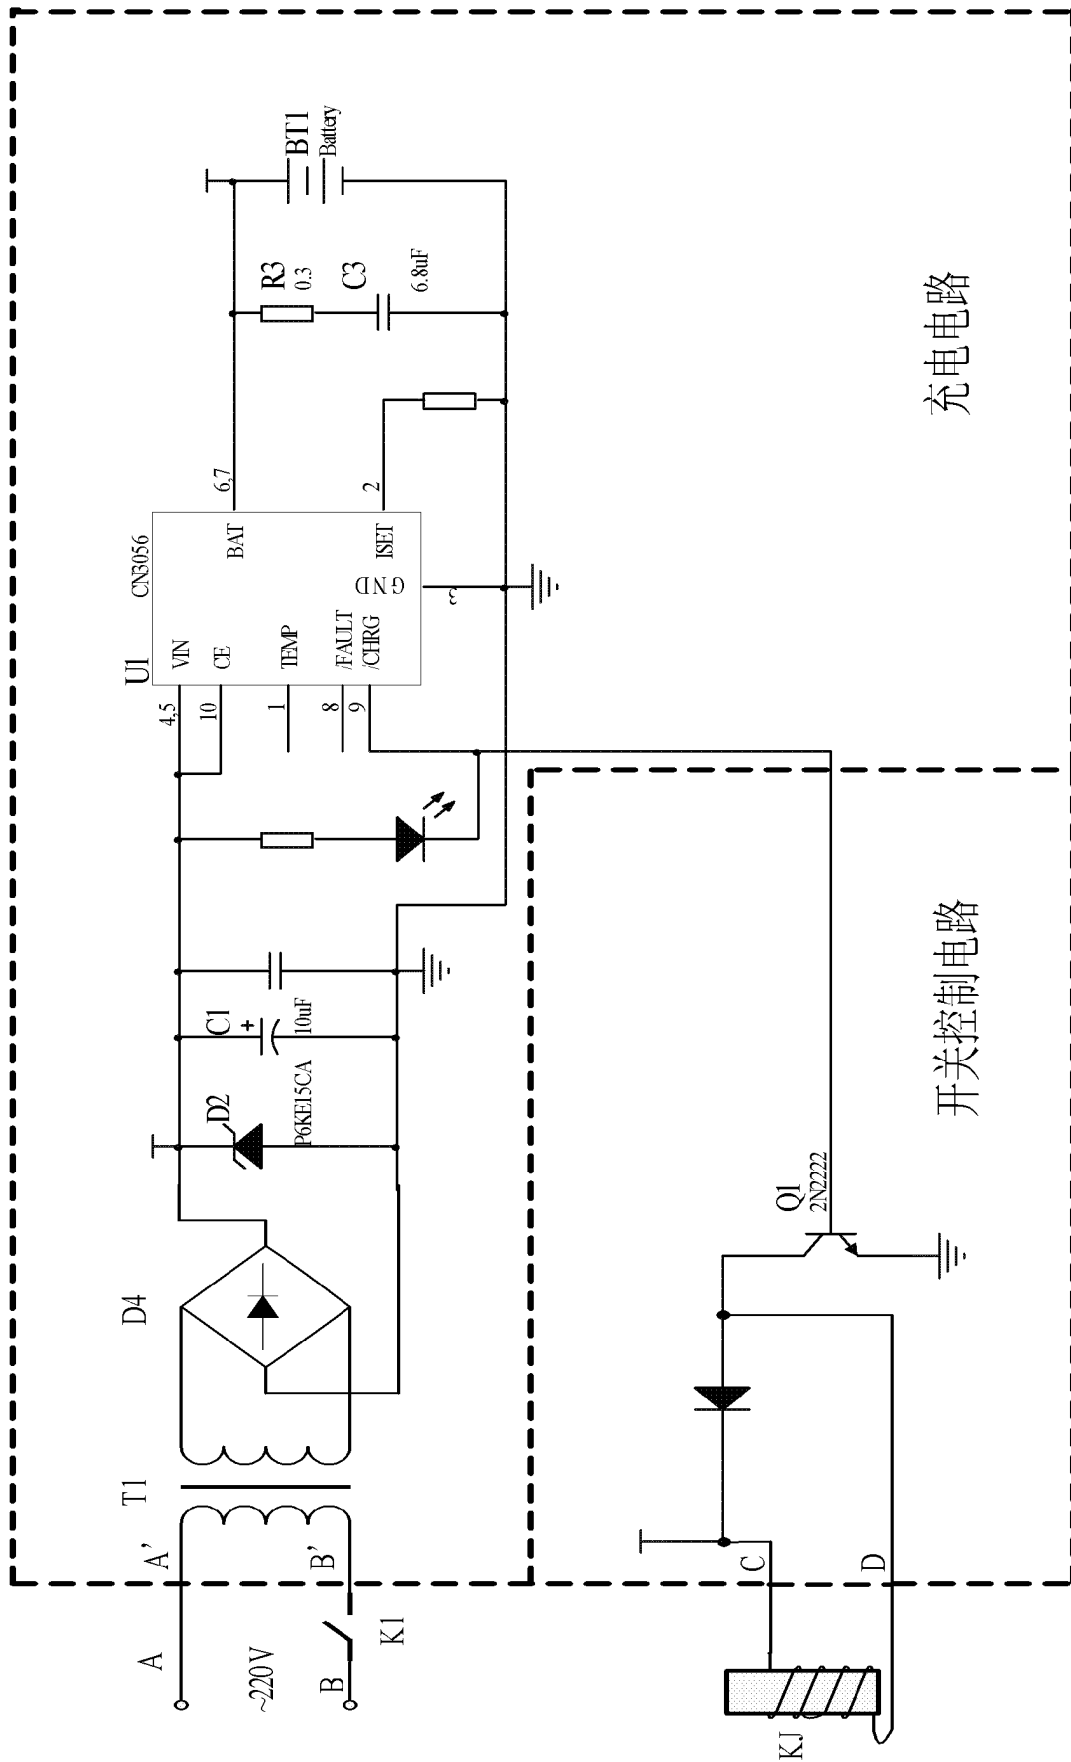 A
A'
~220V
B
B'
K1
T1
D4
D2
P6KE15CA
C1
+
10uF
U1
CN3056
4,5
VIN
10
CE
1
TEMP
8
/FAULT
9
/CHRG
BAT
6,7
ISET
2
GND
3
R3
0.3
C3
6.8uF
BT1
Battery
充电电路
KJ
C
D
Q1
2N2222
开关控制电路